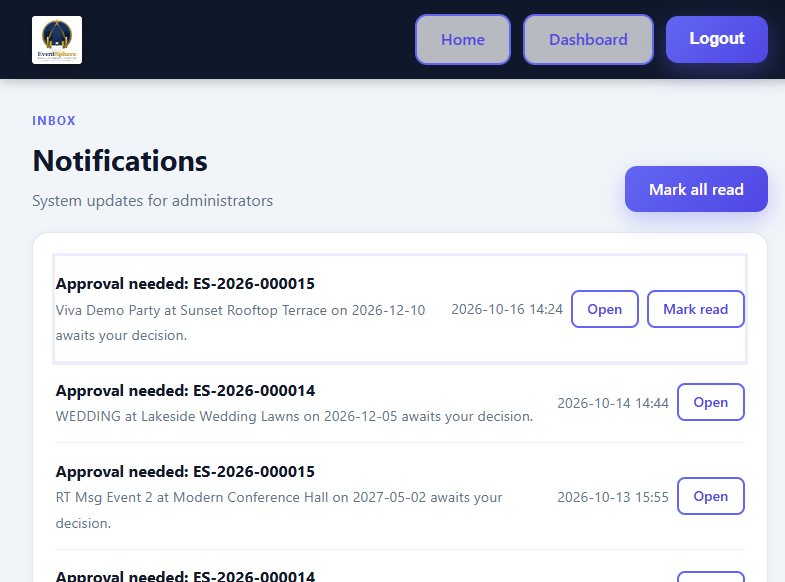 EventSphere
Home
Dashboard
Logout
INBOX
Notifications
System updates for administrators
Mark all read
Approval needed: ES-2026-000015
Viva Demo Party at Sunset Rooftop Terrace on 2026-12-10
awaits your decision.
2026-10-16 14:24
Open
Mark read
Approval needed: ES-2026-000014
WEDDING at Lakeside Wedding Lawns on 2026-12-05 awaits your decision.
2026-10-14 14:44
Open
Approval needed: ES-2026-000015
RT Msg Event 2 at Modern Conference Hall on 2027-05-02 awaits your
decision.
2026-10-13 15:55
Open
Approval needed: ES-2026-000014